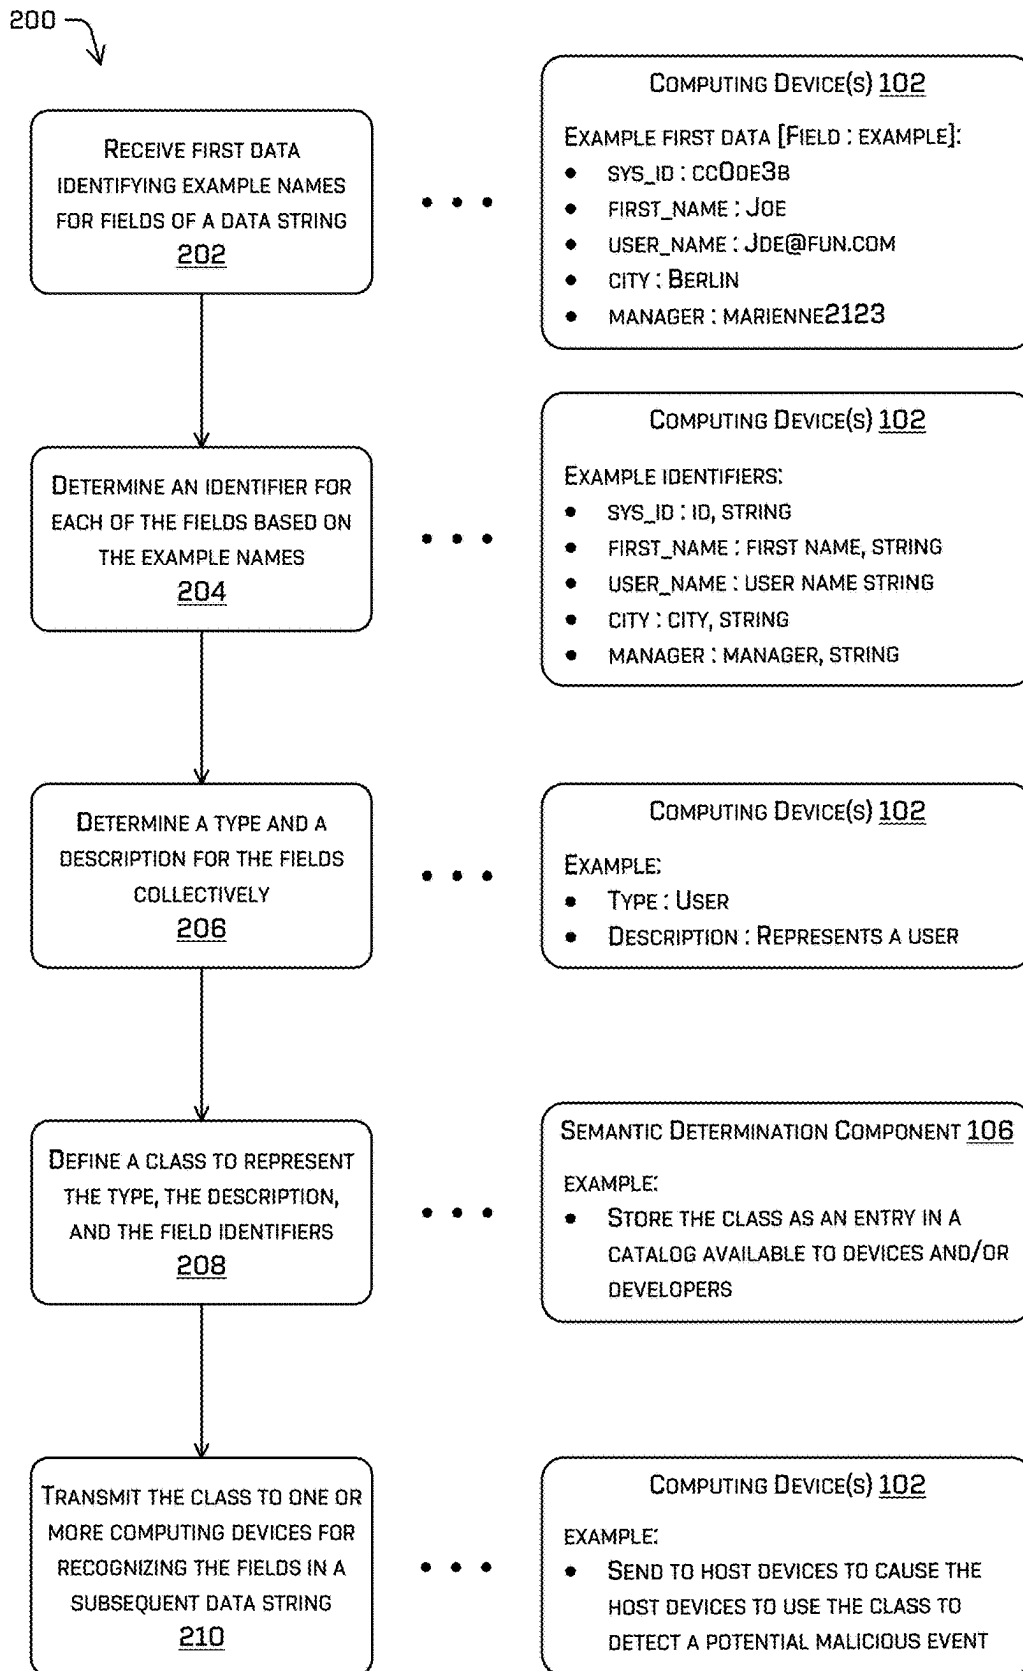 200
RECEIVE FIRST DATA
IDENTIFYING EXAMPLE NAMES
FOR FIELDS OF A DATA STRING
202
COMPUTING DEVICE(S) 102
EXAMPLE FIRST DATA [FIELD : EXAMPLE]:
• SYS_ID : CC0DE3B
• FIRST_NAME : JOE
• USER_NAME : JDE@FUN.COM
• CITY : BERLIN
• MANAGER : MARIENNE2123
DETERMINE AN IDENTIFIER FOR
EACH OF THE FIELDS BASED ON
THE EXAMPLE NAMES
204
COMPUTING DEVICE(S) 102
EXAMPLE IDENTIFIERS:
• SYS_ID : ID, STRING
• FIRST_NAME : FIRST NAME, STRING
• USER_NAME : USER NAME STRING
• CITY : CITY, STRING
• MANAGER : MANAGER, STRING
DETERMINE A TYPE AND A
DESCRIPTION FOR THE FIELDS
COLLECTIVELY
206
COMPUTING DEVICE(S) 102
EXAMPLE:
• TYPE : USER
• DESCRIPTION : REPRESENTS A USER
DEFINE A CLASS TO REPRESENT
THE TYPE, THE DESCRIPTION,
AND THE FIELD IDENTIFIERS
208
SEMANTIC DETERMINATION COMPONENT 106
EXAMPLE:
• STORE THE CLASS AS AN ENTRY IN A
CATALOG AVAILABLE TO DEVICES AND/OR
DEVELOPERS
TRANSMIT THE CLASS TO ONE OR
MORE COMPUTING DEVICES FOR
RECOGNIZING THE FIELDS IN A
SUBSEQUENT DATA STRING
210
COMPUTING DEVICE(S) 102
EXAMPLE:
• SEND TO HOST DEVICES TO CAUSE THE
HOST DEVICES TO USE THE CLASS TO
DETECT A POTENTIAL MALICIOUS EVENT